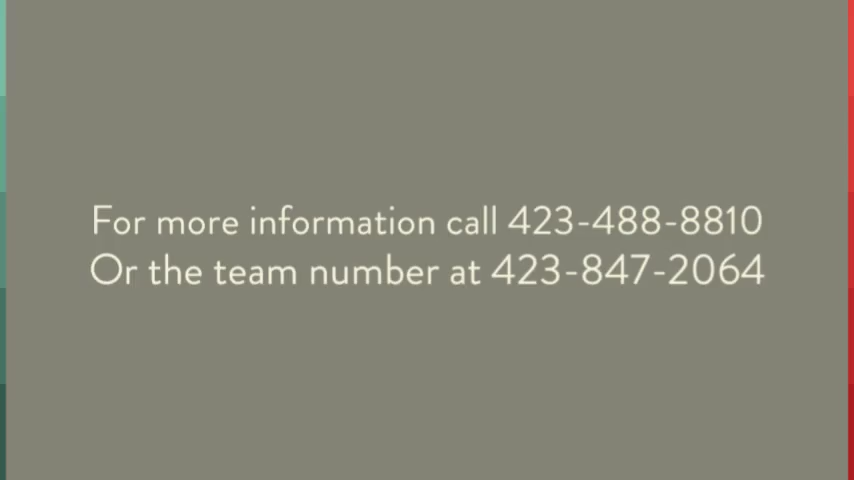 For more information call 423-488-8810
Or the team number at 423-847-2064